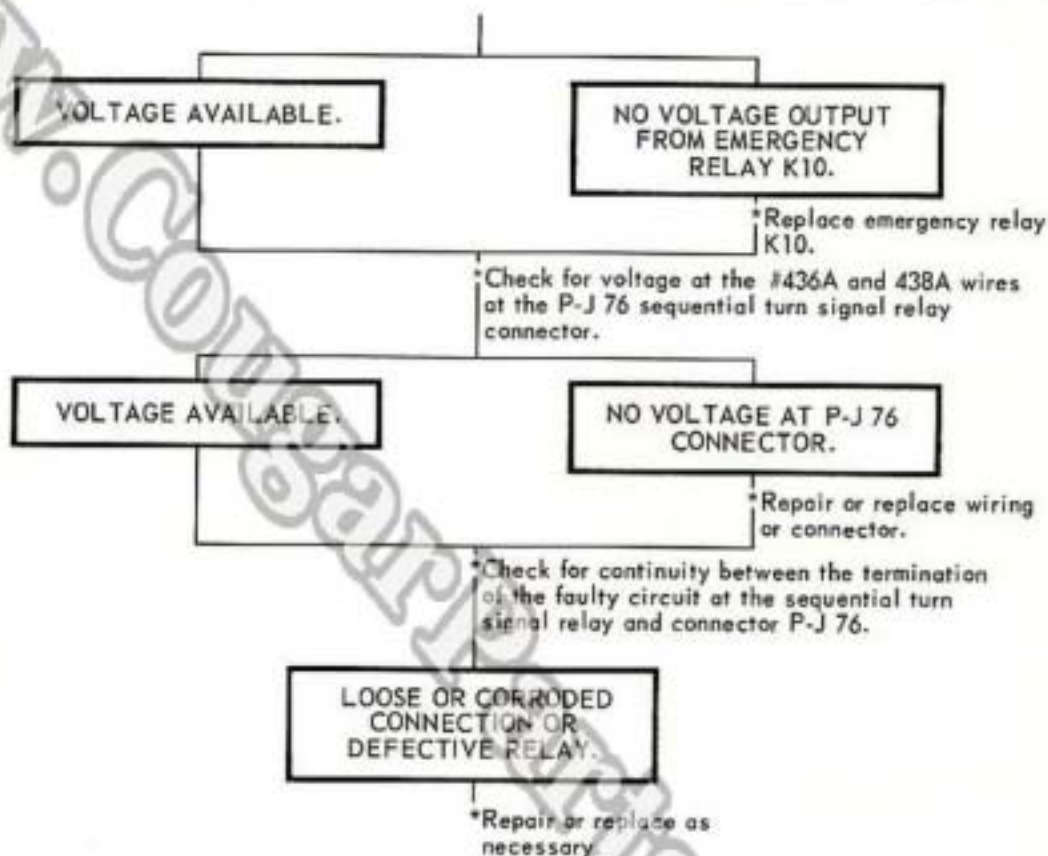 VOLTAGE AVAILABLE.
NO VOLTAGE OUTPUT
FROM EMERGENCY
RELAY K10.
*Replace emergency relay
K10.
*Check for voltage at the #436A and 438A wires
at the P-J 76 sequential turn signal relay
connector.
VOLTAGE AVAILABLE.
NO VOLTAGE AT P-J 76
CONNECTOR.
*Repair or replace wiring
or connector.
*Check for continuity between the termination
of the faulty circuit at the sequential turn
signal relay and connector P-J 76.
LOOSE OR CORRODED
CONNECTION OR
DEFECTIVE RELAY.
*Repair or replace as
necessary
w.CougarParts